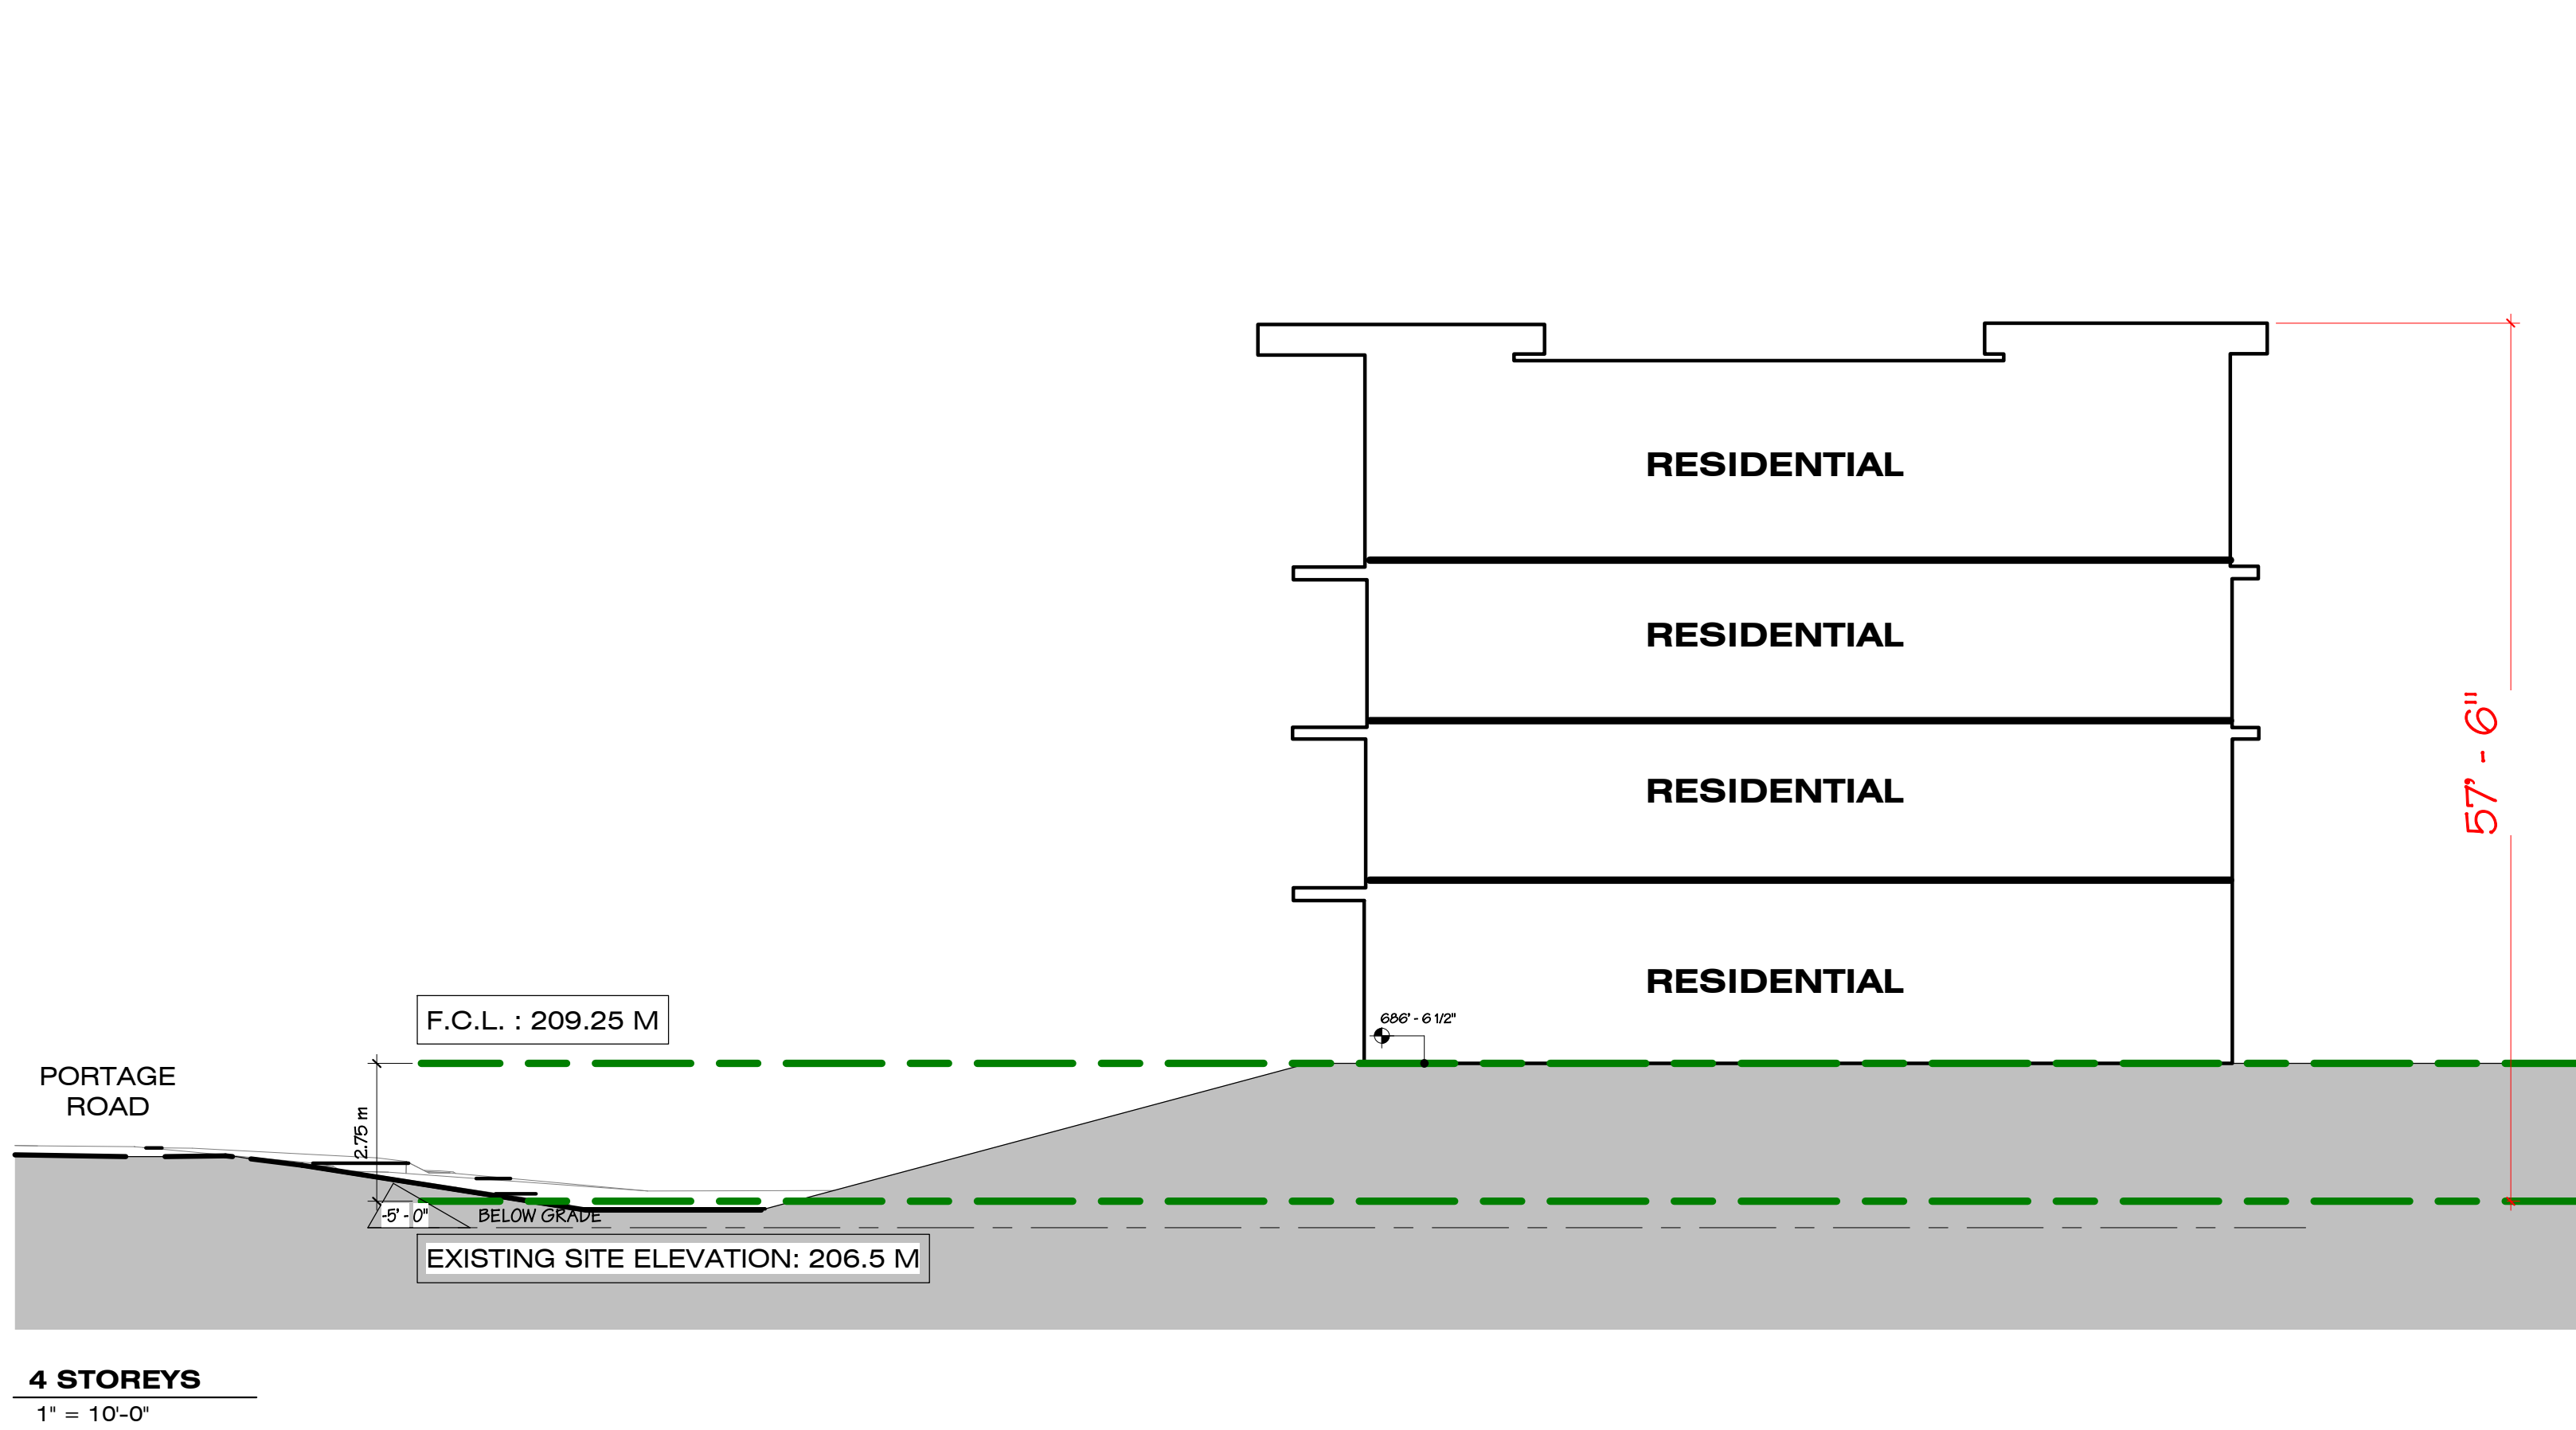 RESIDENTIAL
RESIDENTIAL
57' - 6"
RESIDENTIAL
RESIDENTIAL
F.C.L. : 209.25 M
686' - 6 1/2"
PORTAGE
ROAD
2.75 m
-5' - 0"
BELOW GRADE
EXISTING SITE ELEVATION: 206.5 M
4 STOREYS
1" = 10'-0"